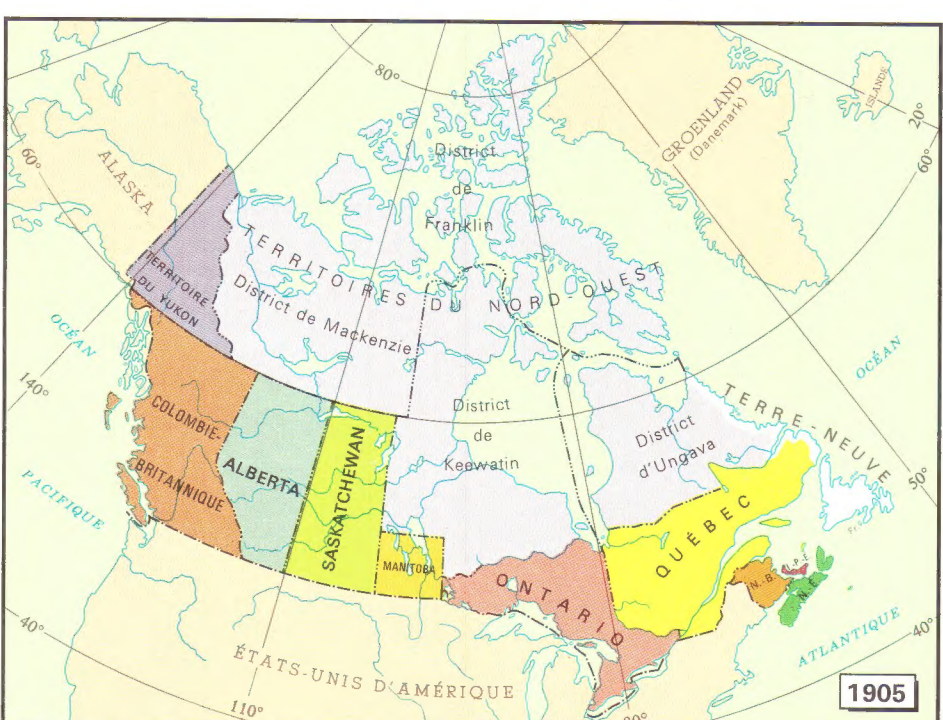 80°
ISLANDE
20°
60°
GROENLAND
(Danemark)
60°
ALASKA
District
de
Franklin
TERRITOIRES DU NORD-OUEST
TERRITOIRE
DU YUKON
District de Mackenzie
OCÉAN
OCÉAN
140°
TERRE-NEUVE
COLOMBIE-
BRITANNIQUE
ALBERTA
SASKATCHEWAN
District
de
Keewatin
District
d'Ungava
50°
PACIFIQUE
QUÉBEC
MANITOBA
ONTARIO
N.-B.
I.-P.-É.
N.-É.
ATLANTIQUE
40°
40°
ÉTATS-UNIS D'AMÉRIQUE
110°
80°
1905